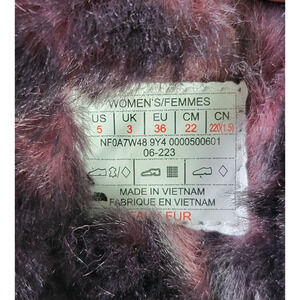 WOMEN'S/FEMMES
US UK EU CM CN
5 3 36 22 220(1.5)
NF0A7W48 9Y4 0000500601
06-223
MADE IN VIETNAM
FABRIQUE EN VIETNAM
FUR